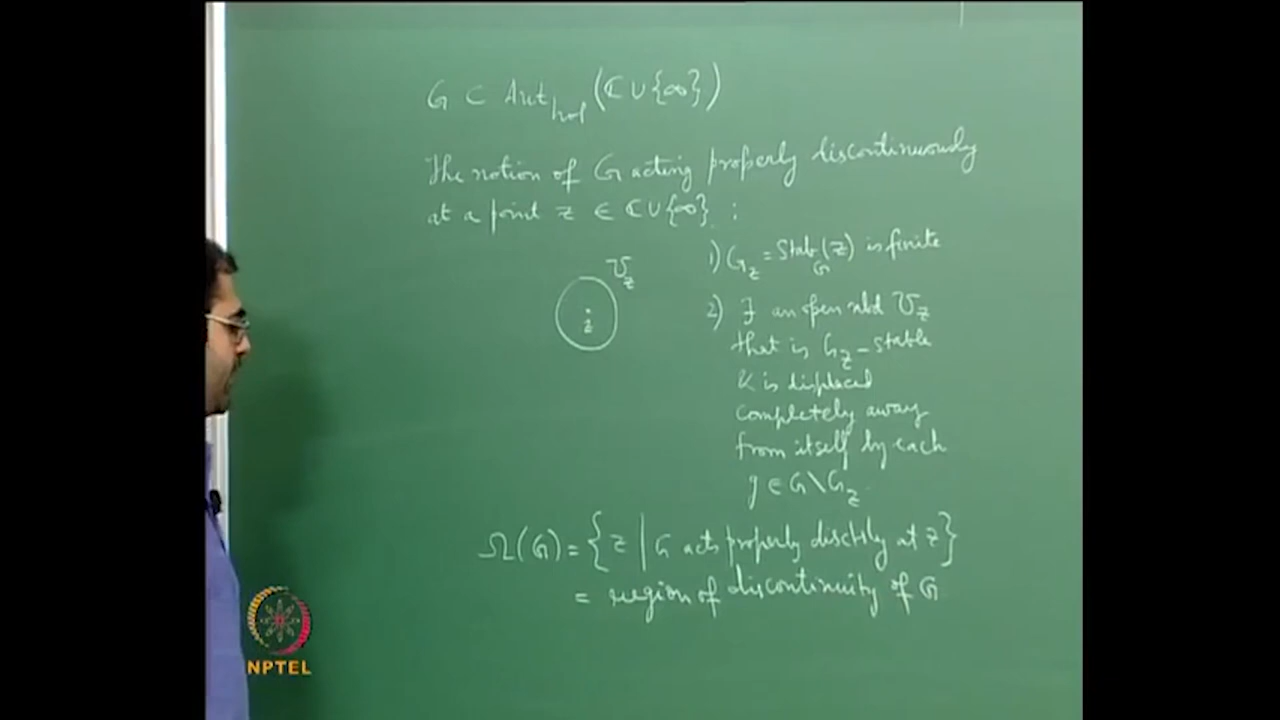 G ⊂ Aut_hol (ℂ ∪ {∞})
The notion of G acting properly discontinuously
at a point z ∈ ℂ ∪ {∞} :
1) G_z = Stab_G(z) is finite
U_z
z
2) ∃ an open nbd U_z
that is G_z - stable
& is displaced
completely away
from itself by each
g ∈ G \ G_z .
Ω(G) = { z | G acts properly disctsly at z }
= region of discontinuity of G
NPTEL